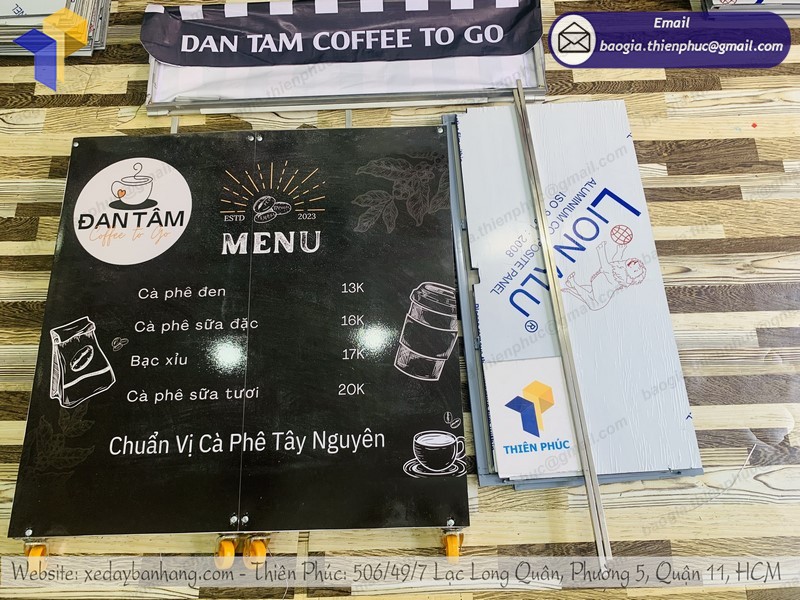 DAN TAM COFFEE TO GO
Email
baogia.thienphuc@gmail.com
ĐAN TÂM
Coffee to Go
ESTD 2023
MENU
Cà phê đen 13K
Cà phê sữa đặc 16K
Bạc xỉu 17K
Cà phê sữa tươi 20K
Chuẩn Vị Cà Phê Tây Nguyên
LION ALU ®
ISO 2008
THIÊN PHÚC
Website: xedaybanhang.com - Thiên Phúc: 506/49/7 Lạc Long Quân, Phường 5, Quận 11, HCM